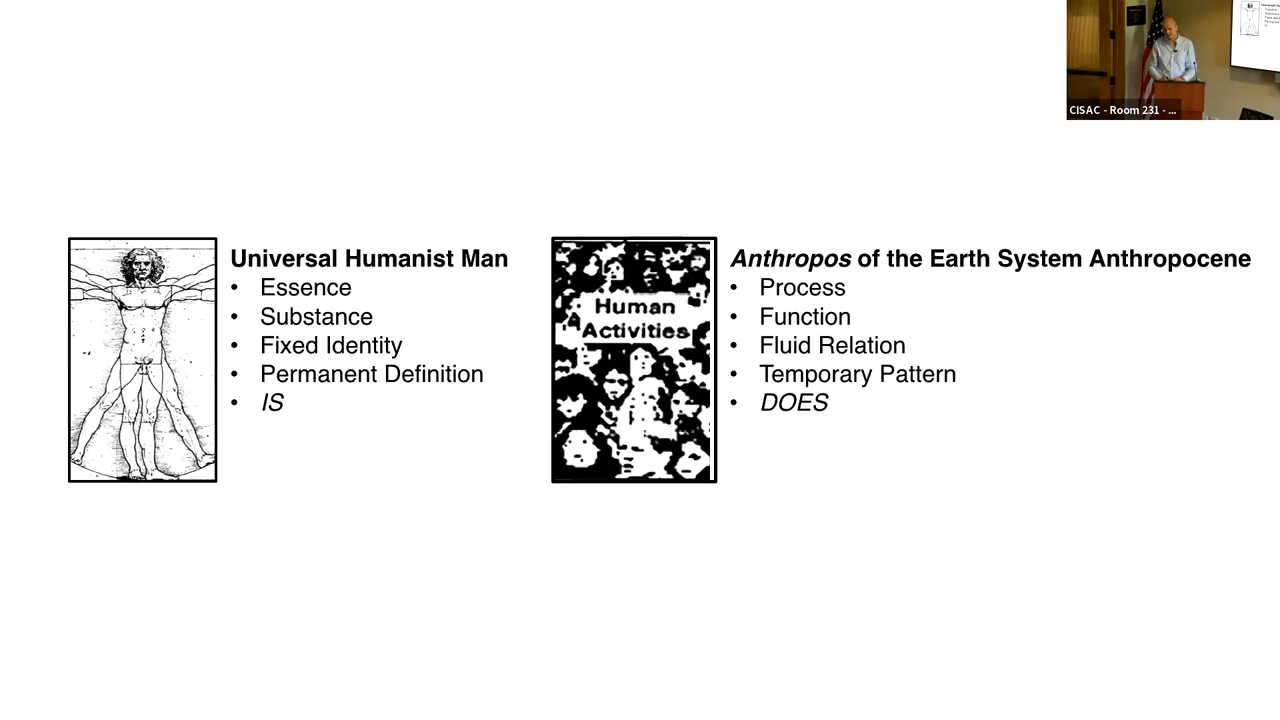 CISAC - Room 231 - ...
Universal Humanist Man
• Essence
• Substance
• Fixed Identity
• Permanent Definition
• IS
Human
Activities
Anthropos of the Earth System Anthropocene
• Process
• Function
• Fluid Relation
• Temporary Pattern
• DOES